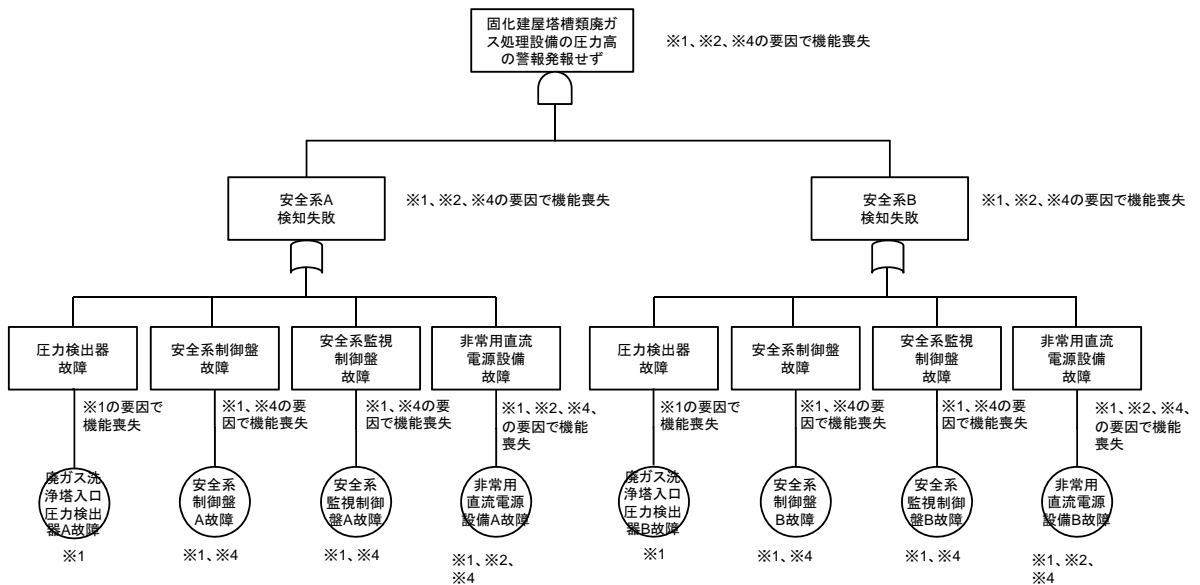 固化建屋塔槽類廃ガ
ス処理設備の圧力高
の警報発報せず
※1、※2、※4の要因で機能喪失
安全系A
検知失敗
※1、※2、※4の要因で機能喪失
安全系B
検知失敗
※1、※2、※4の要因で機能喪失
圧力検出器
故障
安全系制御盤
故障
安全系監視
制御盤
故障
非常用直流
電源設備
故障
圧力検出器
故障
安全系制御盤
故障
安全系監視
制御盤
故障
非常用直流
電源設備
故障
※1の要因で
機能喪失
※1、※4の要
因で機能喪失
※1、※4の要
因で機能喪失
※1、※2、※4、
の要因で機能
喪失
※1の要因で
機能喪失
※1、※4の要
因で機能喪失
※1、※4の要
因で機能喪失
※1、※2、※4、
の要因で機能
喪失
廃ガス洗
浄塔入口
圧力検出
器A故障
安全系
制御盤
A故障
安全系
監視制御
盤A故障
非常用
直流電源
設備A故障
廃ガス洗
浄塔入口
圧力検出
器B故障
安全系
制御盤
B故障
安全系
監視制御
盤B故障
非常用
直流電源
設備B故障
※1
※1、※4
※1、※4
※1、※2、
※4
※1
※1、※4
※1、※4
※1、※2、
※4